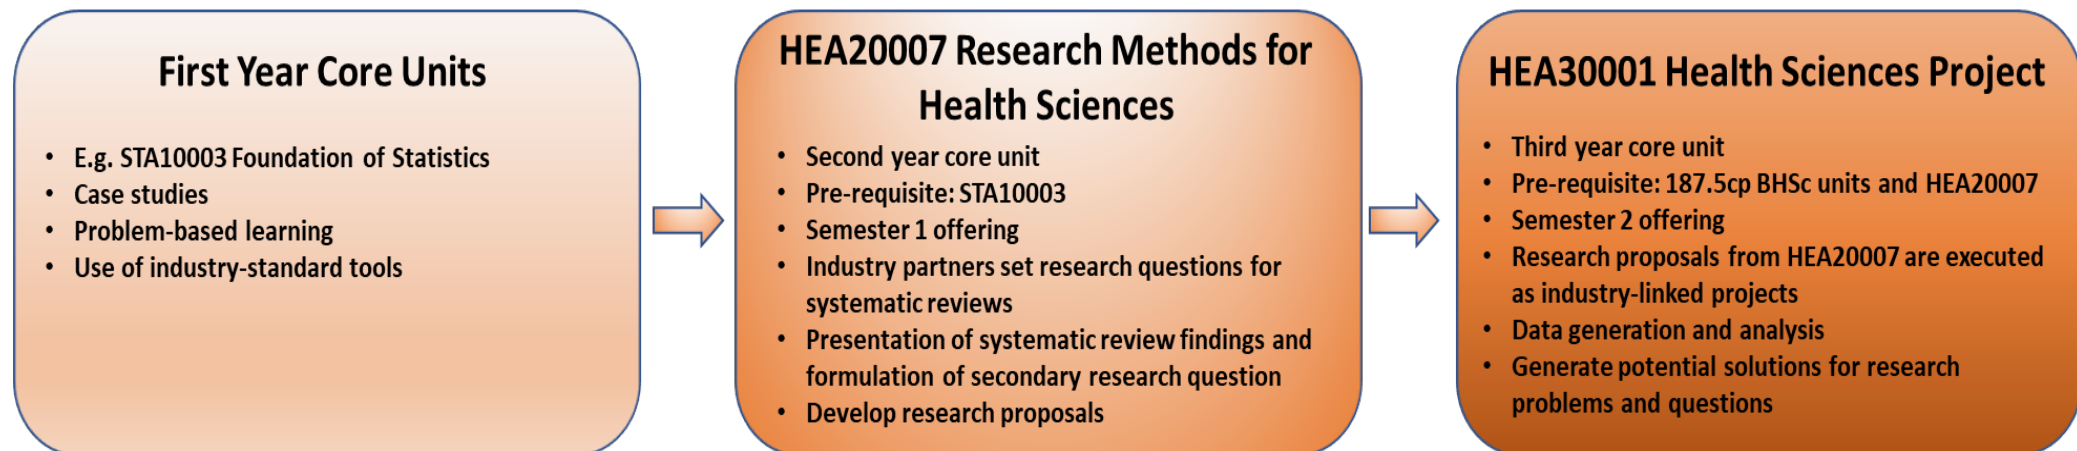 First Year Core Units
• E.g. STA10003 Foundation of Statistics
• Case studies
• Problem-based learning
• Use of industry-standard tools
HEA20007 Research Methods for
Health Sciences
• Second year core unit
• Pre-requisite: STA10003
• Semester 1 offering
• Industry partners set research questions for
systematic reviews
• Presentation of systematic review findings and
formulation of secondary research question
• Develop research proposals
HEA30001 Health Sciences Project
• Third year core unit
• Pre-requisite: 187.5cp BHSc units and HEA20007
• Semester 2 offering
• Research proposals from HEA20007 are executed
as industry-linked projects
• Data generation and analysis
• Generate potential solutions for research
problems and questions